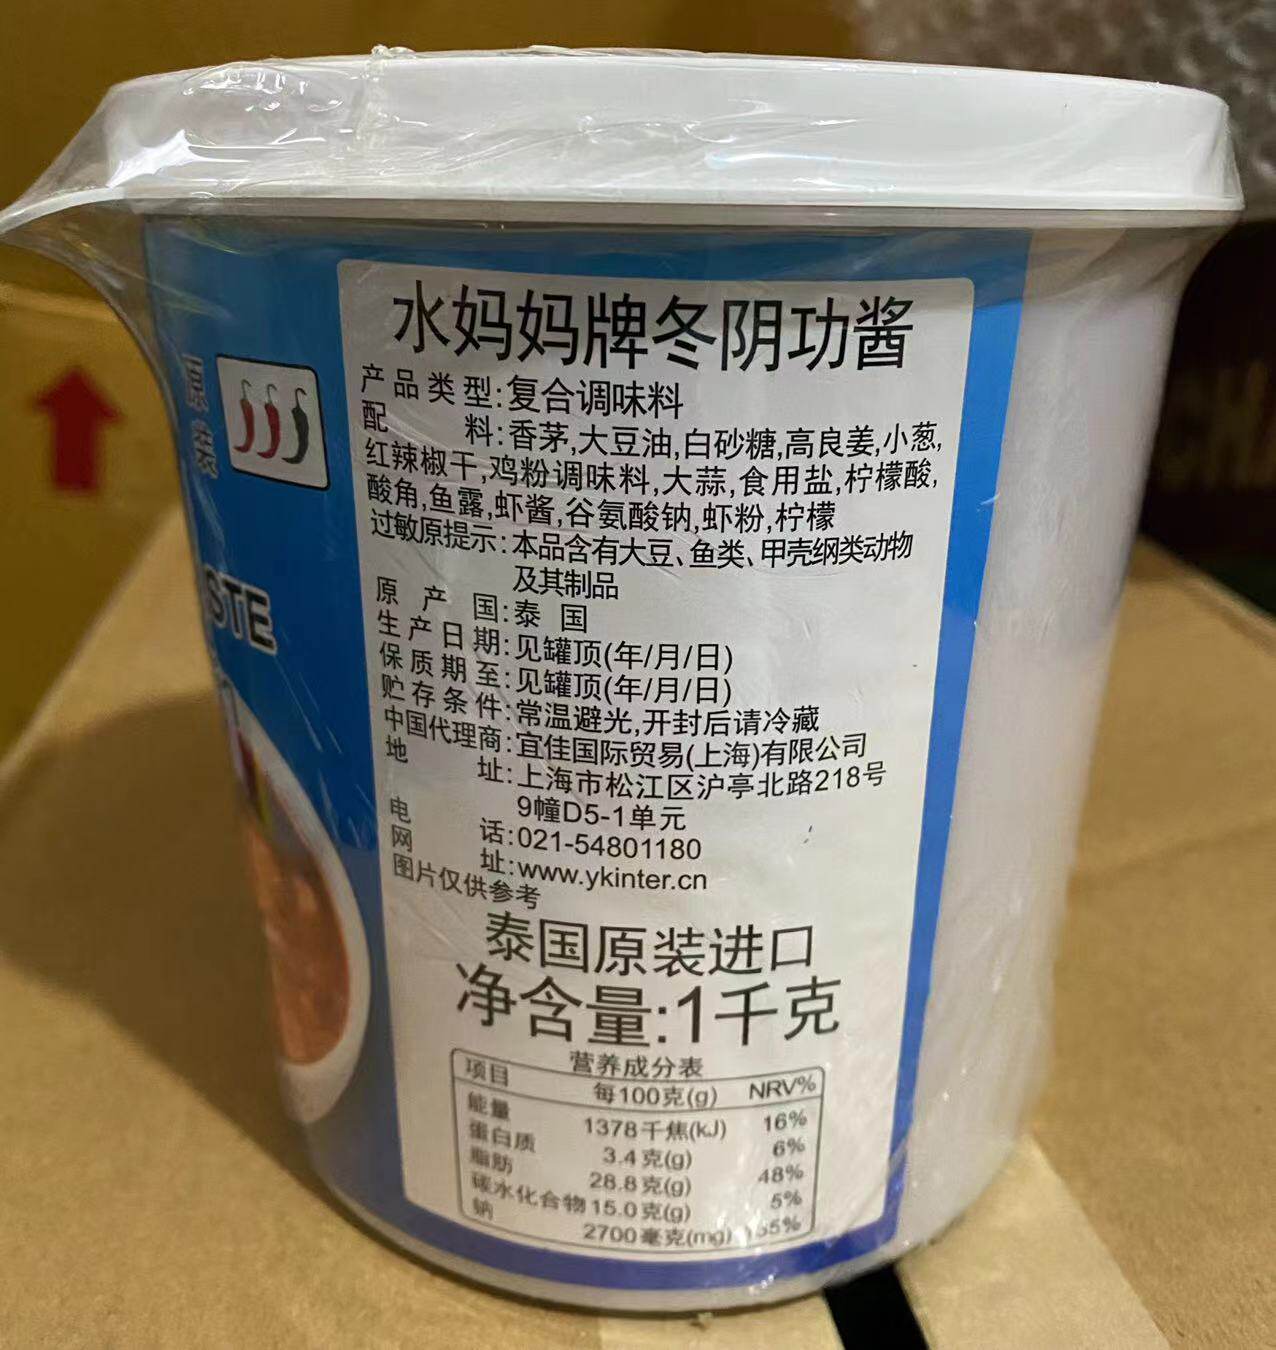 水妈妈牌冬阴功酱
产品类型:复合调味料
配料:香茅,大豆油,白砂糖,高良姜,小葱,
红辣椒干,鸡粉调味料,大蒜,食用盐,柠檬酸,
酸角,鱼露,虾酱,谷氨酸钠,虾粉,柠檬
过敏原提示:本品含有大豆、鱼类、甲壳纲类动物
及其制品
原产国:泰国
生产日期:见罐顶(年/月/日)
保质期至:见罐顶(年/月/日)
贮存条件:常温避光,开封后请冷藏
中国代理商:宜佳国际贸易(上海)有限公司
地址:上海市松江区沪亭北路218号
9幢D5-1单元
电话:021-54801180
网址:www.ykinter.cn
图片仅供参考
泰国原装进口
净含量:1千克
营养成分表
项目 每100克(g) NRV%
能量 1378千焦(kJ) 16%
蛋白质 3.4克(g) 6%
脂肪 28.8克(g) 48%
碳水化合物 15.0克(g) 5%
钠 2700毫克(mg)
原装
STE